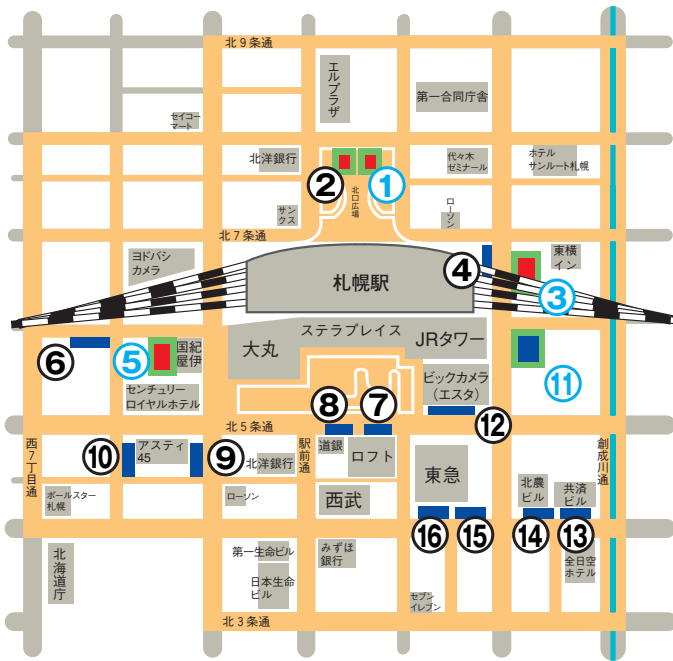 北9条通
エルプラザ
第一合同庁舎
セイコー
マート
北洋銀行
②
①
代々木
ゼミナール
ホテル
サンルート札幌
北口広場
サン
クス
ローソン
北7条通
ヨドバシ
カメラ
札幌駅
④
東横
イン
③
ステラプレイス
JRタワー
大丸
⑥
⑤
国紀
屋伊
ビックカメラ
(エスタ)
⑪
センチュリー
ロイヤルホテル
⑧
⑦
⑫
北5条通
西7丁目通
駅前通
創成川通
⑩
アスティ
45
⑨
北洋銀行
道銀
ロフト
東急
北農
ビル
共済
ビル
ポールスター
札幌
ローソン
西武
⑯
⑮
⑭
⑬
北海道庁
第一生命ビル
みずほ
銀行
全日空
ホテル
日本生命
ビル
セブン
イレブン
北3条通